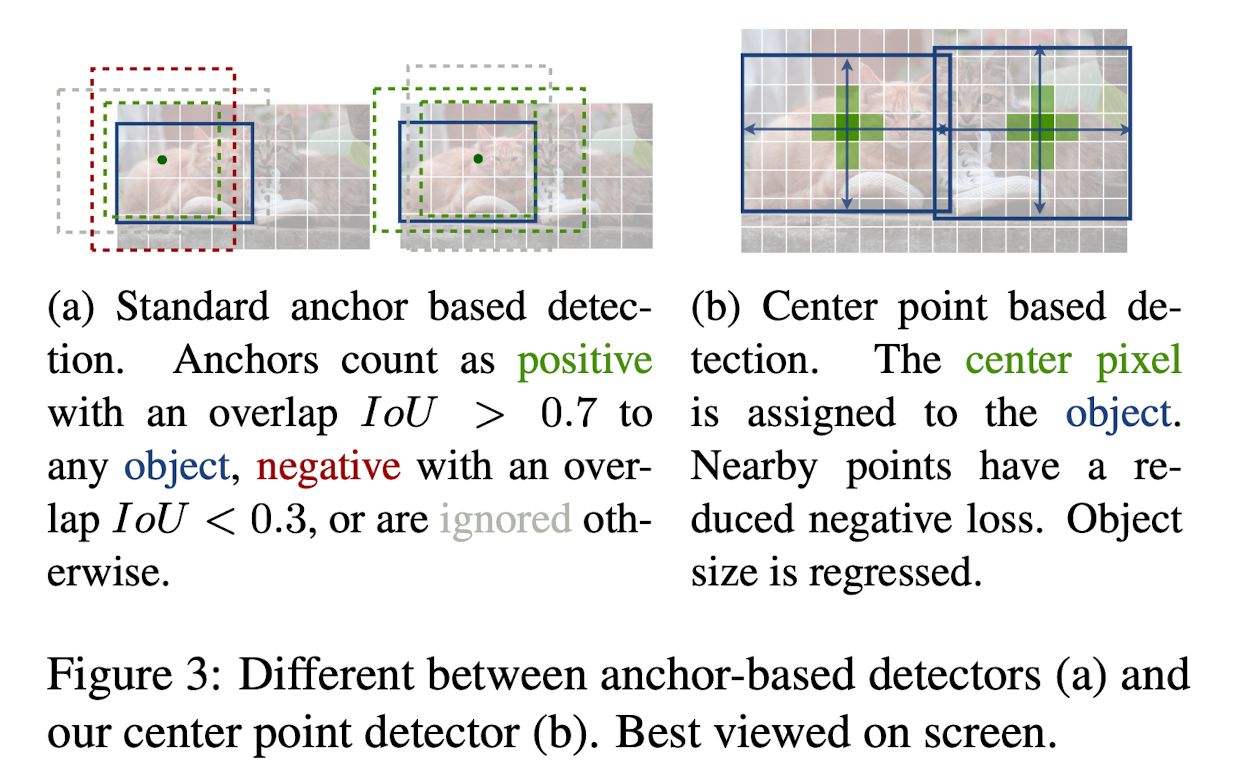 (a) Standard anchor based detec-
tion. Anchors count as positive
with an overlap IoU > 0.7 to
any object, negative with an over-
lap IoU < 0.3, or are ignored oth-
erwise.
(b) Center point based de-
tection. The center pixel
is assigned to the object.
Nearby points have a re-
duced negative loss. Object
size is regressed.
Figure 3: Different between anchor-based detectors (a) and
our center point detector (b). Best viewed on screen.